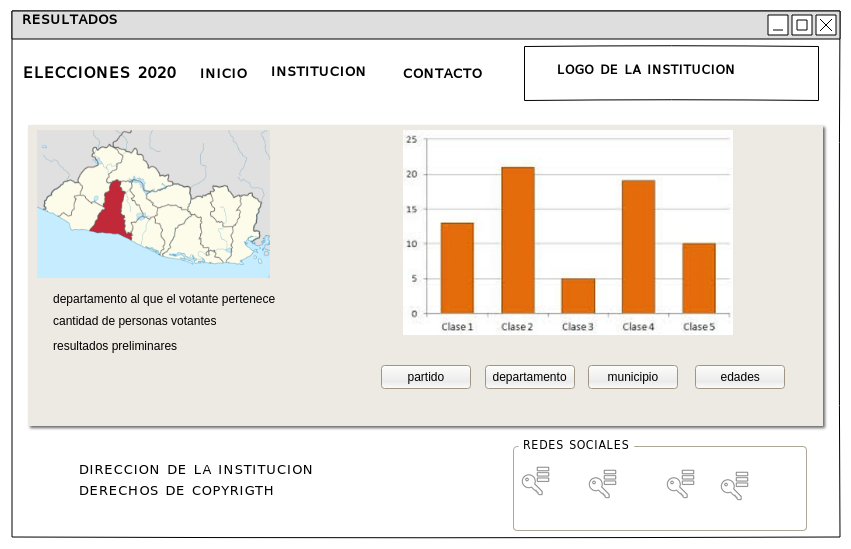 RESULTADOS
ELECCIONES 2020
INICIO
INSTITUCION
CONTACTO
LOGO DE LA INSTITUCION
25
20
15
10
5
0
Clase 1 Clase 2 Clase 3 Clase 4 Clase 5
departamento al que el votante pertenece
cantidad de personas votantes
resultados preliminares
partido
departamento
municipio
edades
DIRECCION DE LA INSTITUCION
DERECHOS DE COPYRIGTH
REDES SOCIALES